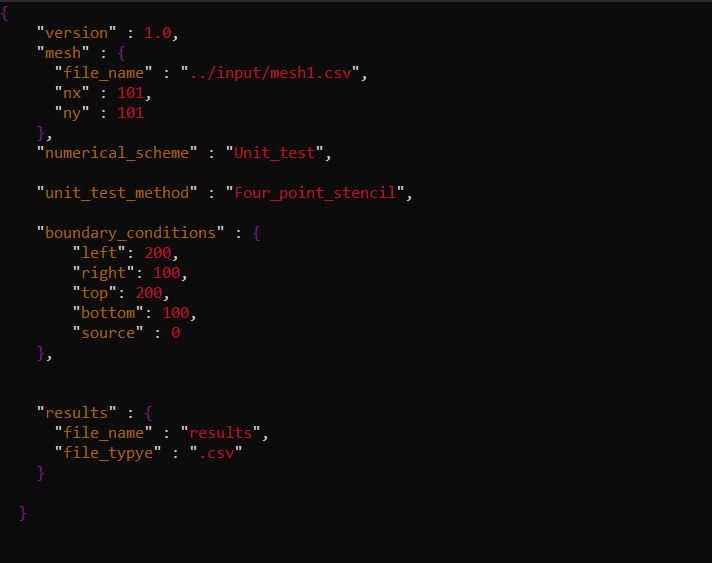 {
"version" : 1.0,
"mesh" : {
"file_name" : "../input/mesh1.csv",
"nx" : 101,
"ny" : 101
},
"numerical_scheme" : "Unit_test",
"unit_test_method" : "Four_point_stencil",
"boundary_conditions" : {
"left": 200,
"right": 100,
"top": 200,
"bottom": 100,
"source" : 0
},
"results" : {
"file_name" : "results",
"file_typye" : ".csv"
}
}